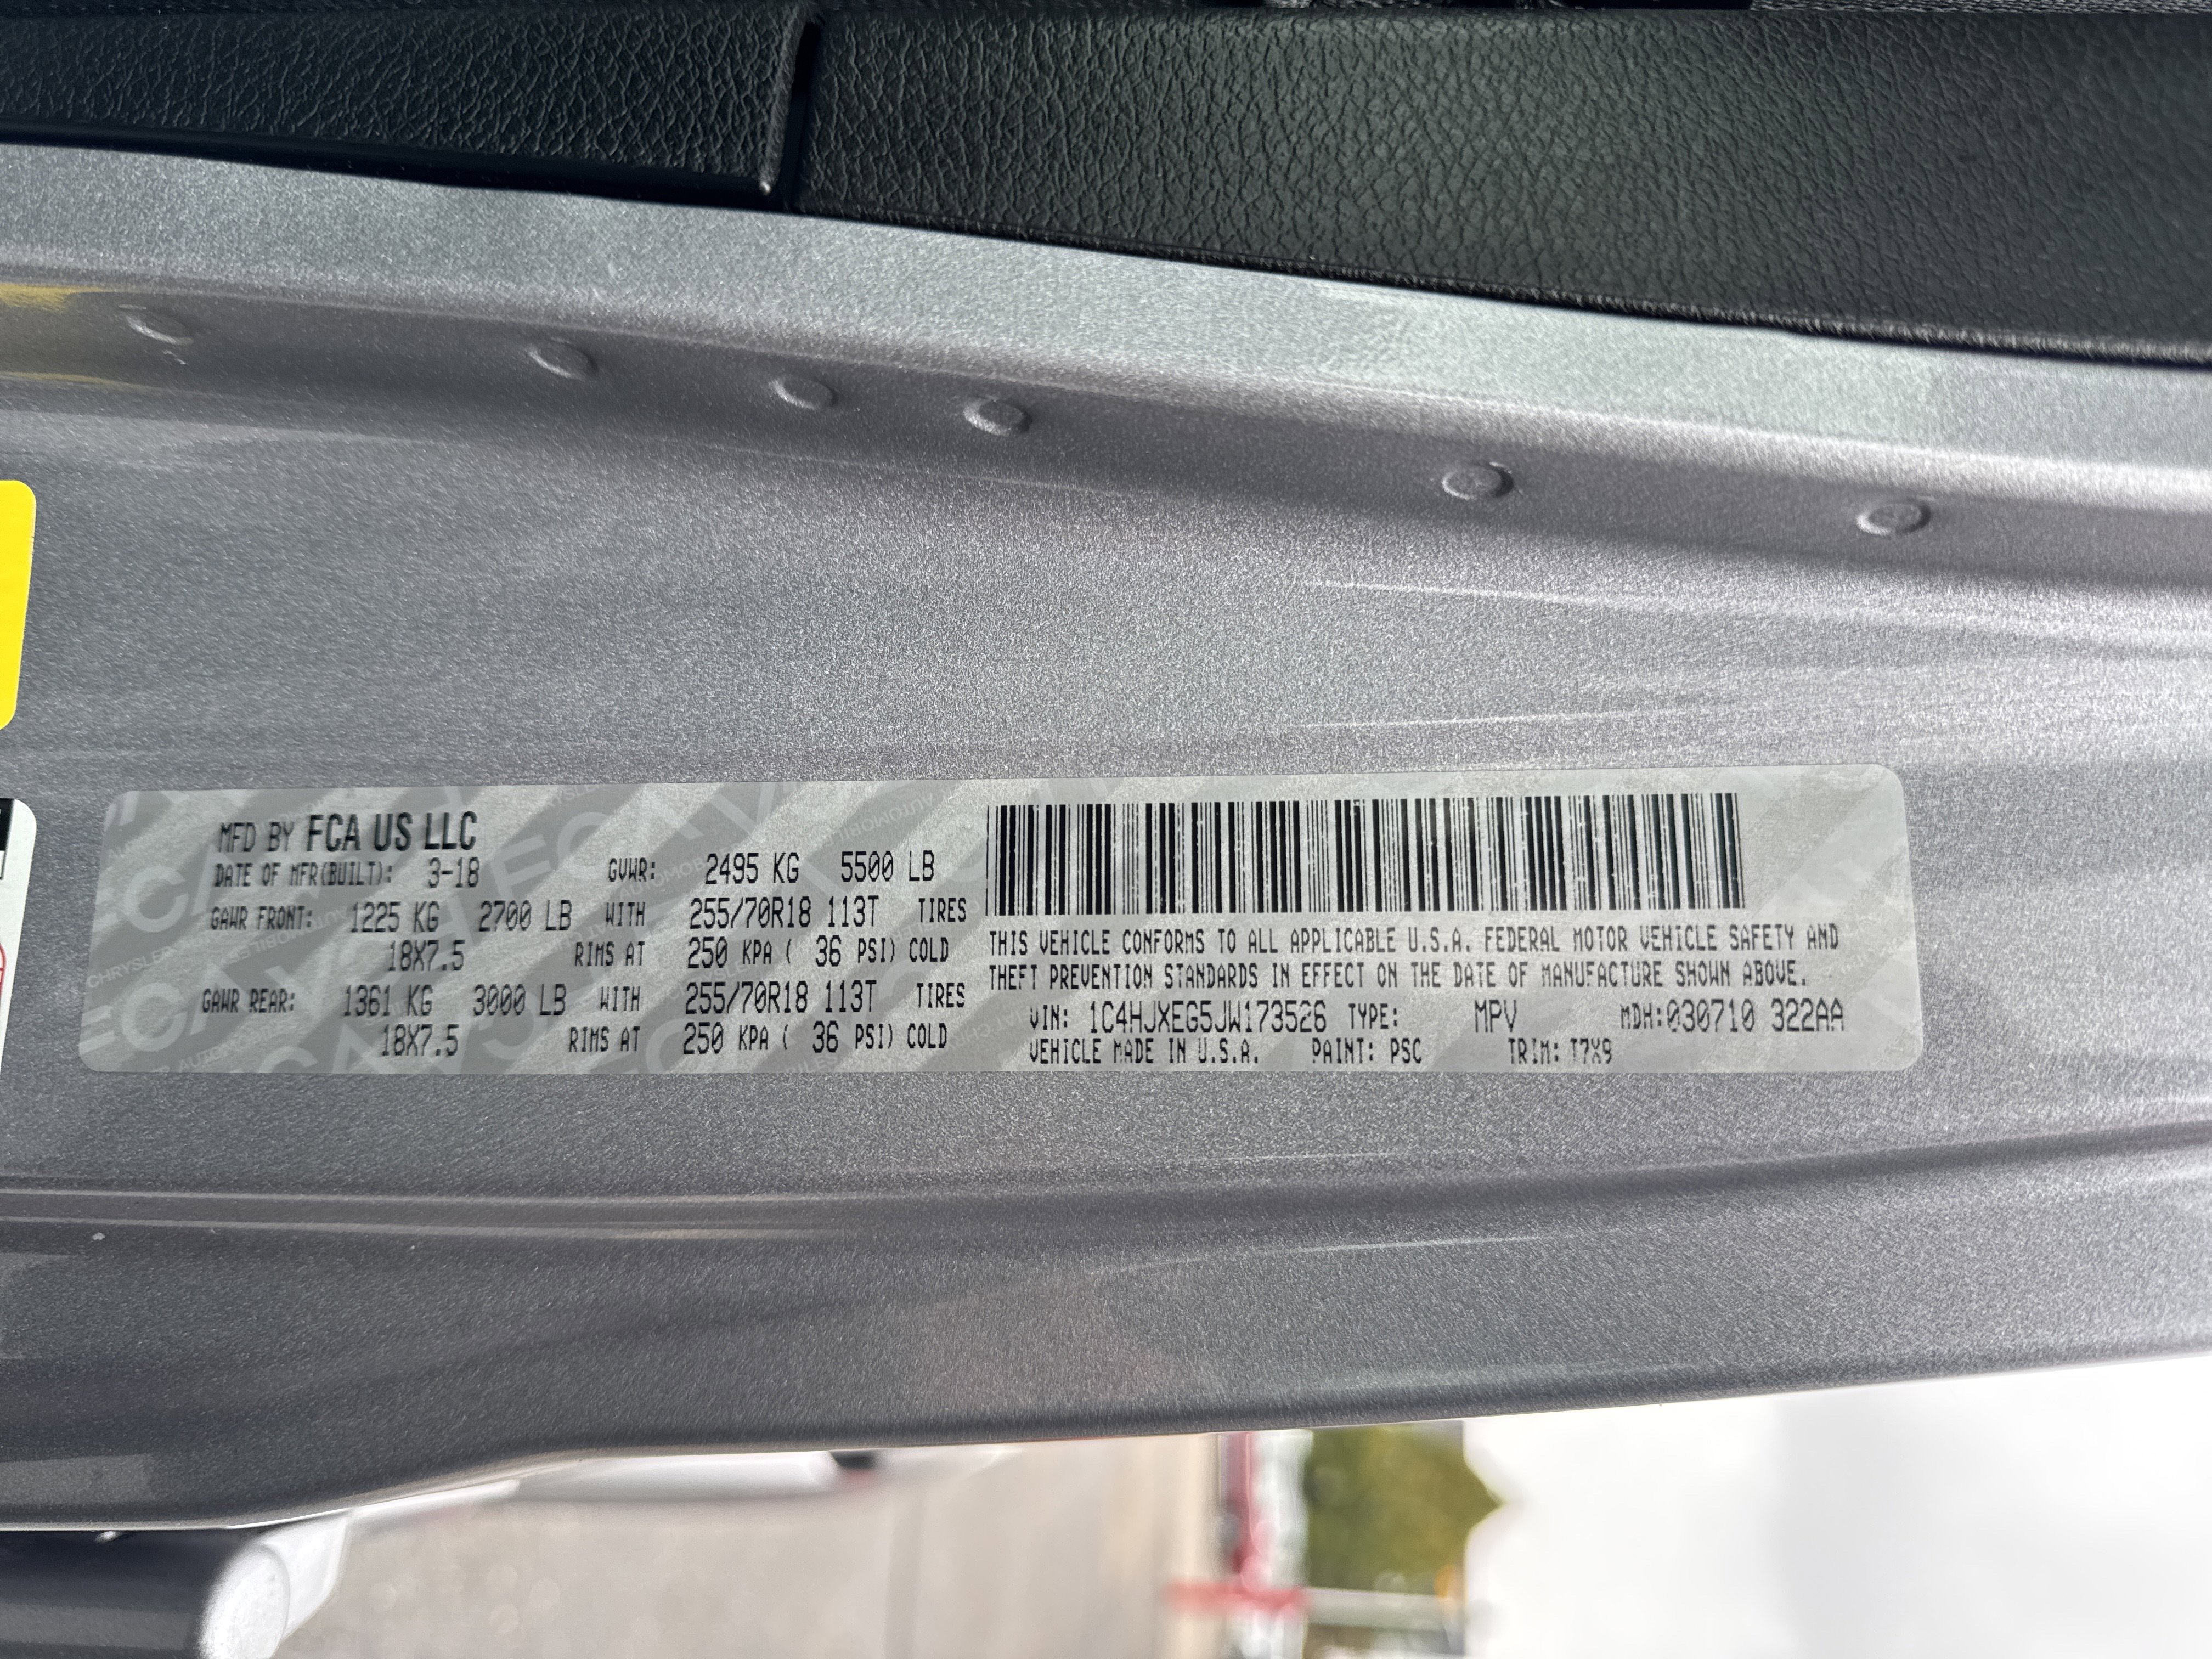 MFD BY FCA US LLC
DATE OF MFR(BUILT): 3-18 GVWR: 2495 KG 5500 LB
GAWR FRONT: 1225 KG 2700 LB WITH 255/70R18 113T TIRES
18X7.5 RIMS AT 250 KPA ( 36 PSI) COLD
GAWR REAR: 1361 KG 3000 LB WITH 255/70R18 113T TIRES
18X7.5 RIMS AT 250 KPA ( 36 PSI) COLD
THIS VEHICLE CONFORMS TO ALL APPLICABLE U.S.A. FEDERAL MOTOR VEHICLE SAFETY AND
THEFT PREVENTION STANDARDS IN EFFECT ON THE DATE OF MANUFACTURE SHOWN ABOVE.
VIN: 1C4HJXEG5JW173526 TYPE: MPV MDH:030710 322AA
VEHICLE MADE IN U.S.A. PAINT: PSC TRIM: T7X9